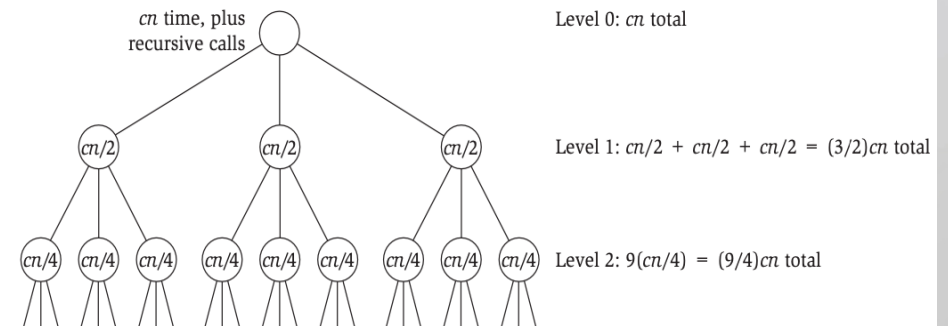 cn time, plus
recursive calls
Level 0: cn total
cn/2 cn/2 cn/2
Level 1: cn/2 + cn/2 + cn/2 = (3/2)cn total
cn/4 cn/4 cn/4 cn/4 cn/4 cn/4 cn/4 cn/4 cn/4
Level 2: 9(cn/4) = (9/4)cn total